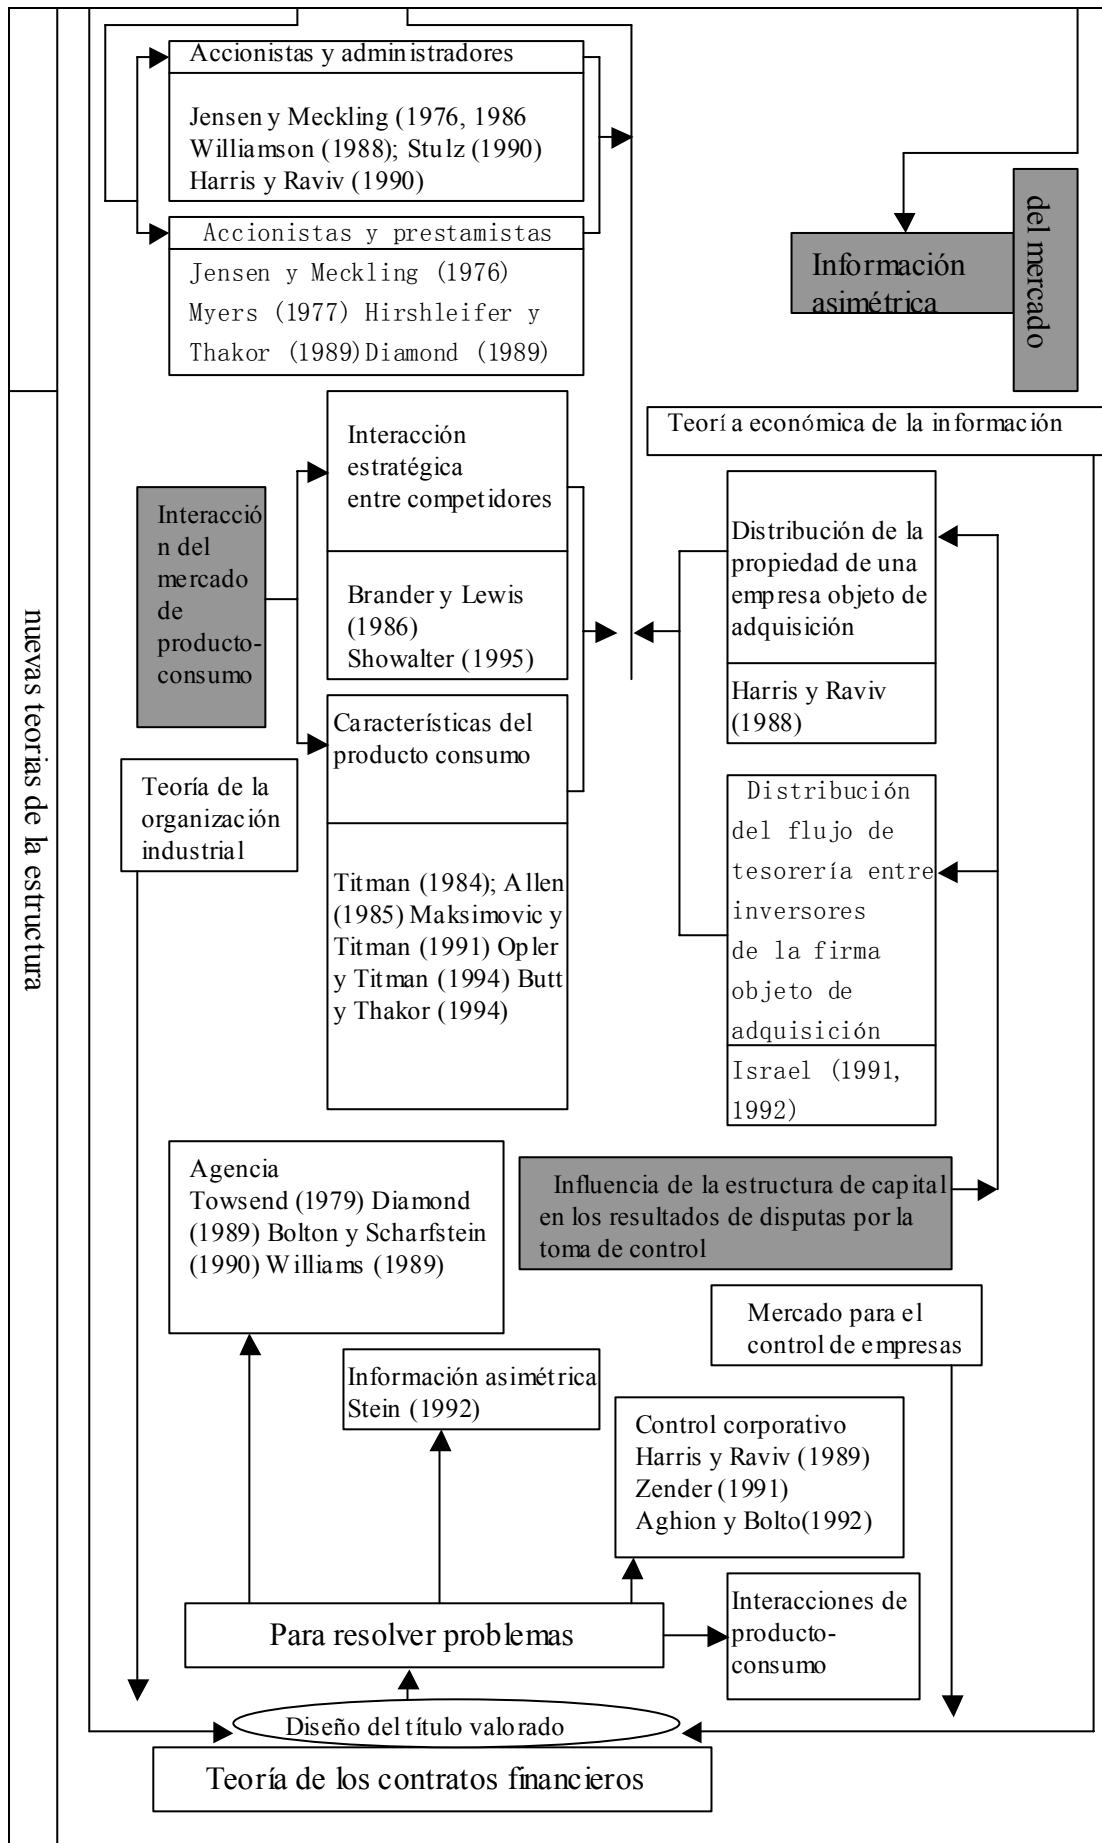 Accionistas y administradores
Jensen y Meckling (1976, 1986
Williamson (1988); Stulz (1990)
Harris y Raviv (1990)
Accionistas y prestamistas
Jensen y Meckling (1976)
Myers (1977) Hirshleifer y
Thakor (1989) Diamond (1989)
del mercado
Información
asimétrica
nuevas teorias de la estructura
Teoría económica de la información
Interacción
estratégica
entre competidores
Brander y Lewis
(1986)
Showalter (1995)
Interacció
n del
mercado
de
producto-
consumo
Características del
producto consumo
Titman (1984); Allen
(1985) Maksimovic y
Titman (1991) Opler
y Titman (1994) Butt
y Thakor (1994)
Teoría de la
organización
industrial
Distribución de la
propiedad de una
empresa objeto de
adquisición
Harris y Raviv
(1988)
Distribución
del flujo de
tesorería entre
inversores
de la firma
objeto de
adquisición
Israel (1991,
1992)
Agencia
Towsend (1979) Diamond
(1989) Bolton y Scharfstein
(1990) Williams (1989)
Influencia de la estructura de capital
en los resultados de disputas por la
toma de control
Mercado para el
control de empresas
Información asimétrica
Stein (1992)
Control corporativo
Harris y Raviv (1989)
Zender (1991)
Aghion y Bolto(1992)
Para resolver problemas
Interacciones de
producto-
consumo
Diseño del título valorado
Teoría de los contratos financieros